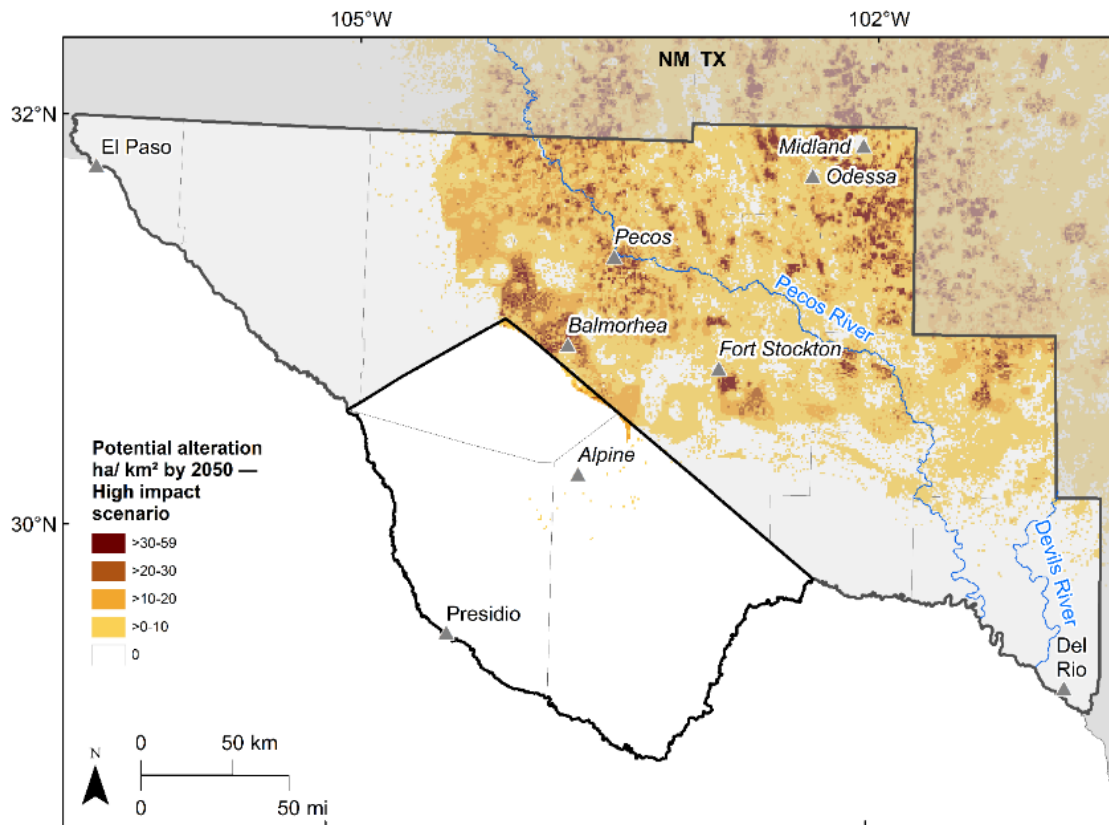 105°W
102°W
NM TX
32°N
El Paso
Midland
Odessa
Pecos
Pecos River
Balmorhea
Fort Stockton
Potential alteration
ha/ km² by 2050 —
High impact
scenario
>30-59
>20-30
>10-20
>0-10
0
Alpine
30°N
Devils River
Presidio
Del
Rio
N
0
50 km
0
50 mi